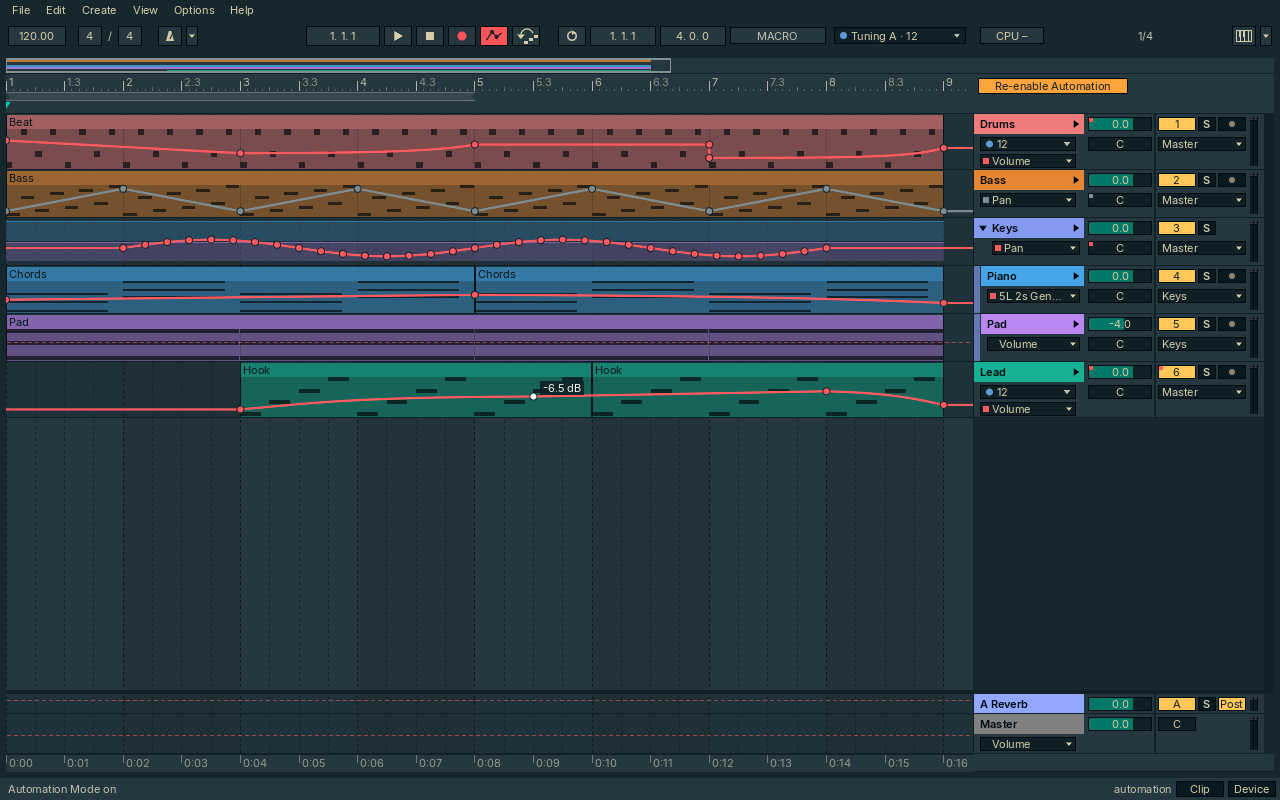 File Edit Create View Options Help
120.00 4 / 4 1. 1. 1 1. 1. 1 4. 0. 0 MACRO Tuning A · 12 CPU – 1/4
1 1.3 2 2.3 3 3.3 4 4.3 5 5.3 6 6.3 7 7.3 8 8.3 9 Re-enable Automation
Beat Drums 0.0 1 S
12 C Master
Volume
Bass Bass 0.0 2 S
Pan C Master
Keys 0.0 3 S
Pan C Master
Chords Chords Piano 0.0 4 S
5L 2s Gen... C Keys
Pad Pad -4.0 5 S
Volume C Keys
Hook Hook Lead 0.0 6 S
-6.5 dB 12 C Master
Volume
A Reverb 0.0 A S Post
Master 0.0 C
Volume
0:00 0:01 0:02 0:03 0:04 0:05 0:06 0:07 0:08 0:09 0:10 0:11 0:12 0:13 0:14 0:15 0:16
Automation Mode on automation Clip Device